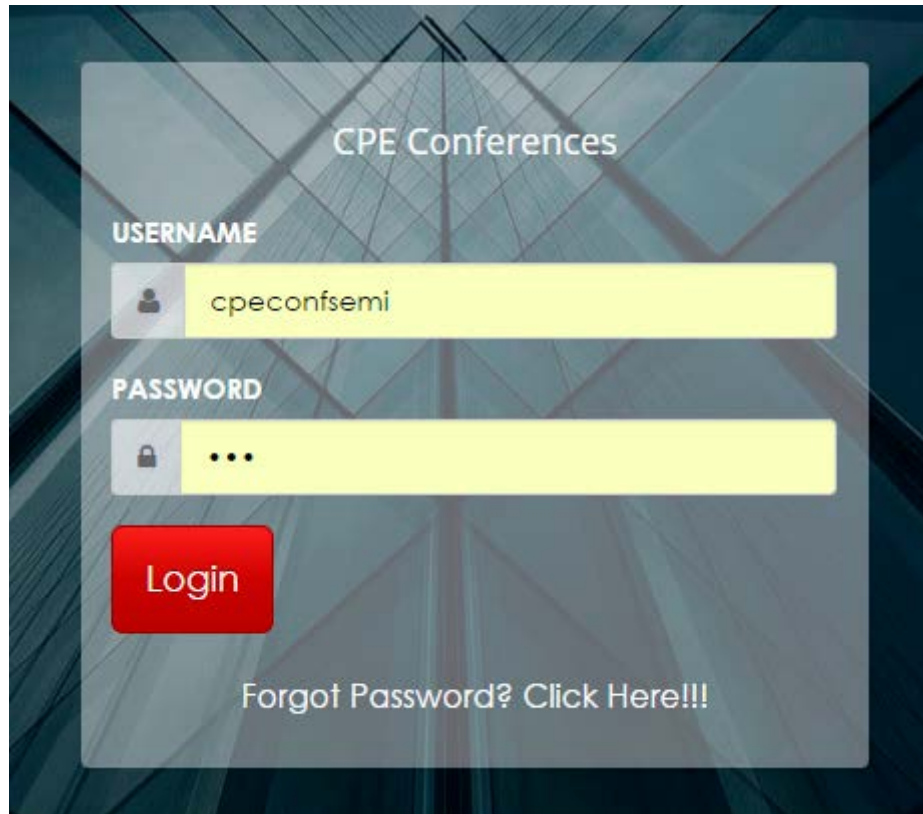 CPE Conferences
USERNAME
cpeconfsemi
PASSWORD
•••
Login
Forgot Password? Click Here!!!